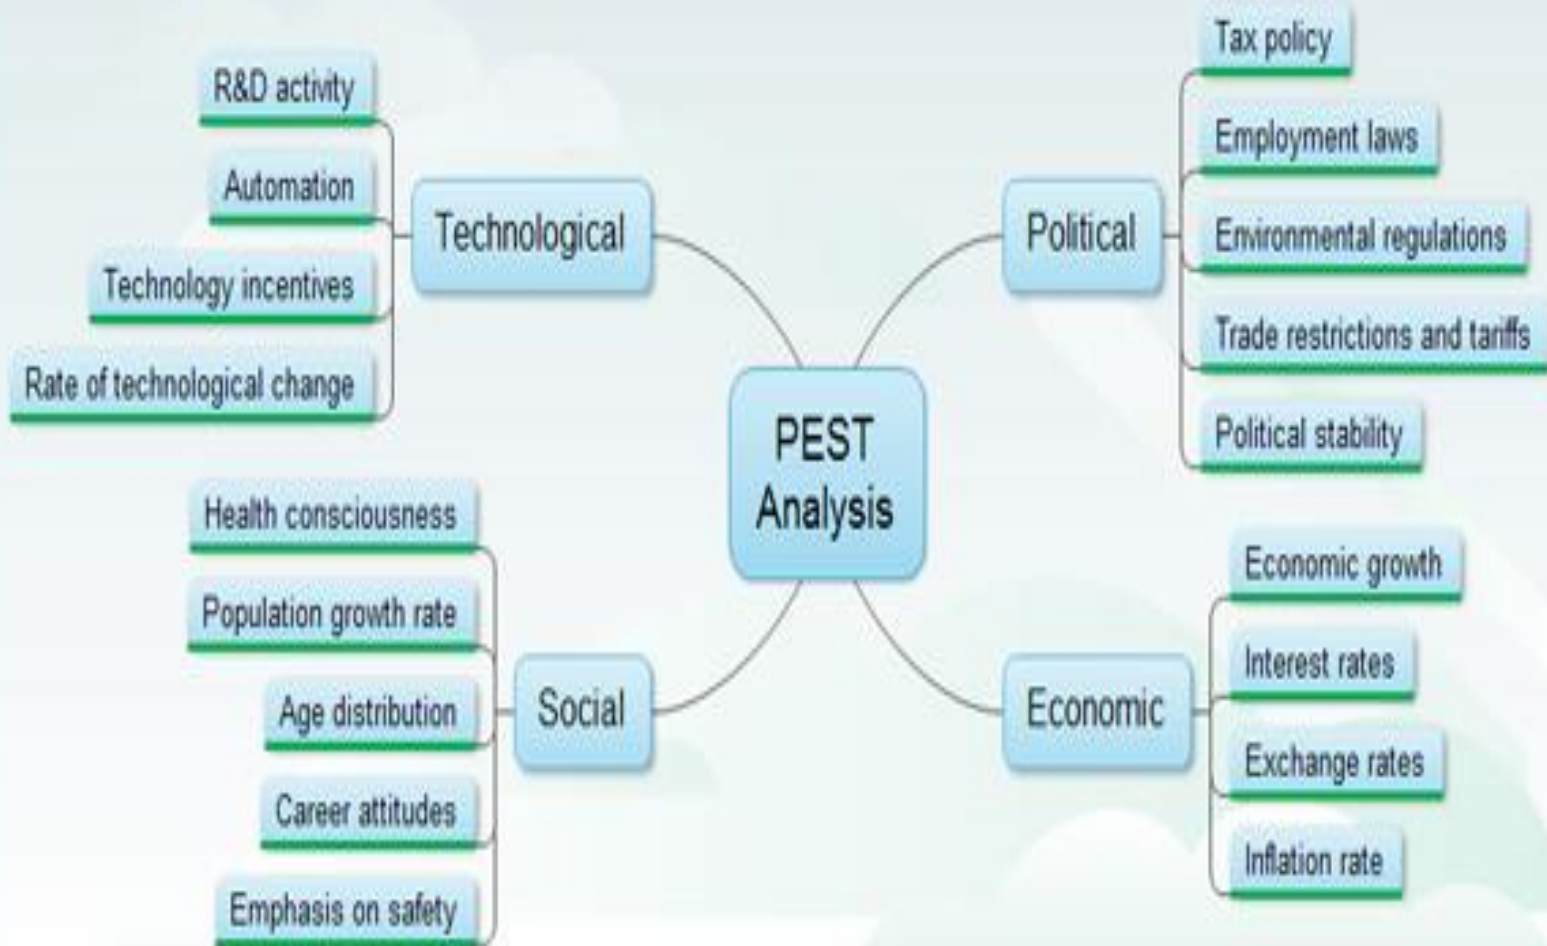 PEST
Analysis
Technological
R&D activity
Automation
Technology incentives
Rate of technological change
Political
Tax policy
Employment laws
Environmental regulations
Trade restrictions and tariffs
Political stability
Social
Health consciousness
Population growth rate
Age distribution
Career attitudes
Emphasis on safety
Economic
Economic growth
Interest rates
Exchange rates
Inflation rate